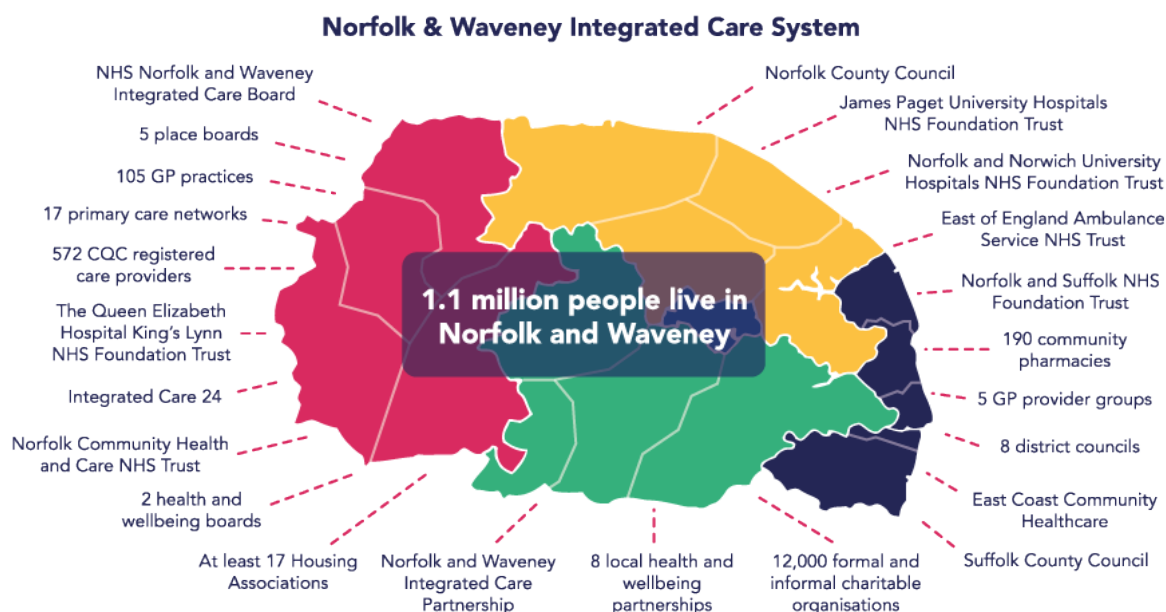 Norfolk & Waveney Integrated Care System
NHS Norfolk and Waveney
Integrated Care Board
5 place boards
105 GP practices
17 primary care networks
572 CQC registered
care providers
The Queen Elizabeth
Hospital King's Lynn
NHS Foundation Trust
Integrated Care 24
Norfolk Community Health
and Care NHS Trust
2 health and
wellbeing boards
At least 17 Housing
Associations
Norfolk and Waveney
Integrated Care
Partnership
8 local health and
wellbeing
partnerships
12,000 formal and
informal charitable
organisations
1.1 million people live in
Norfolk and Waveney
Norfolk County Council
James Paget University Hospitals
NHS Foundation Trust
Norfolk and Norwich University
Hospitals NHS Foundation Trust
East of England Ambulance
Service NHS Trust
Norfolk and Suffolk NHS
Foundation Trust
190 community
pharmacies
5 GP provider groups
8 district councils
East Coast Community
Healthcare
Suffolk County Council